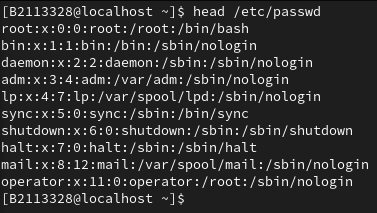 [B2113328@localhost ~]$ head /etc/passwd
root:x:0:0:root:/root:/bin/bash
bin:x:1:1:bin:/bin:/sbin/nologin
daemon:x:2:2:daemon:/sbin:/sbin/nologin
adm:x:3:4:adm:/var/adm:/sbin/nologin
lp:x:4:7:lp:/var/spool/lpd:/sbin/nologin
sync:x:5:0:sync:/sbin:/bin/sync
shutdown:x:6:0:shutdown:/sbin:/sbin/shutdown
halt:x:7:0:halt:/sbin:/sbin/halt
mail:x:8:12:mail:/var/spool/mail:/sbin/nologin
operator:x:11:0:operator:/root:/sbin/nologin
[B2113328@localhost ~]$